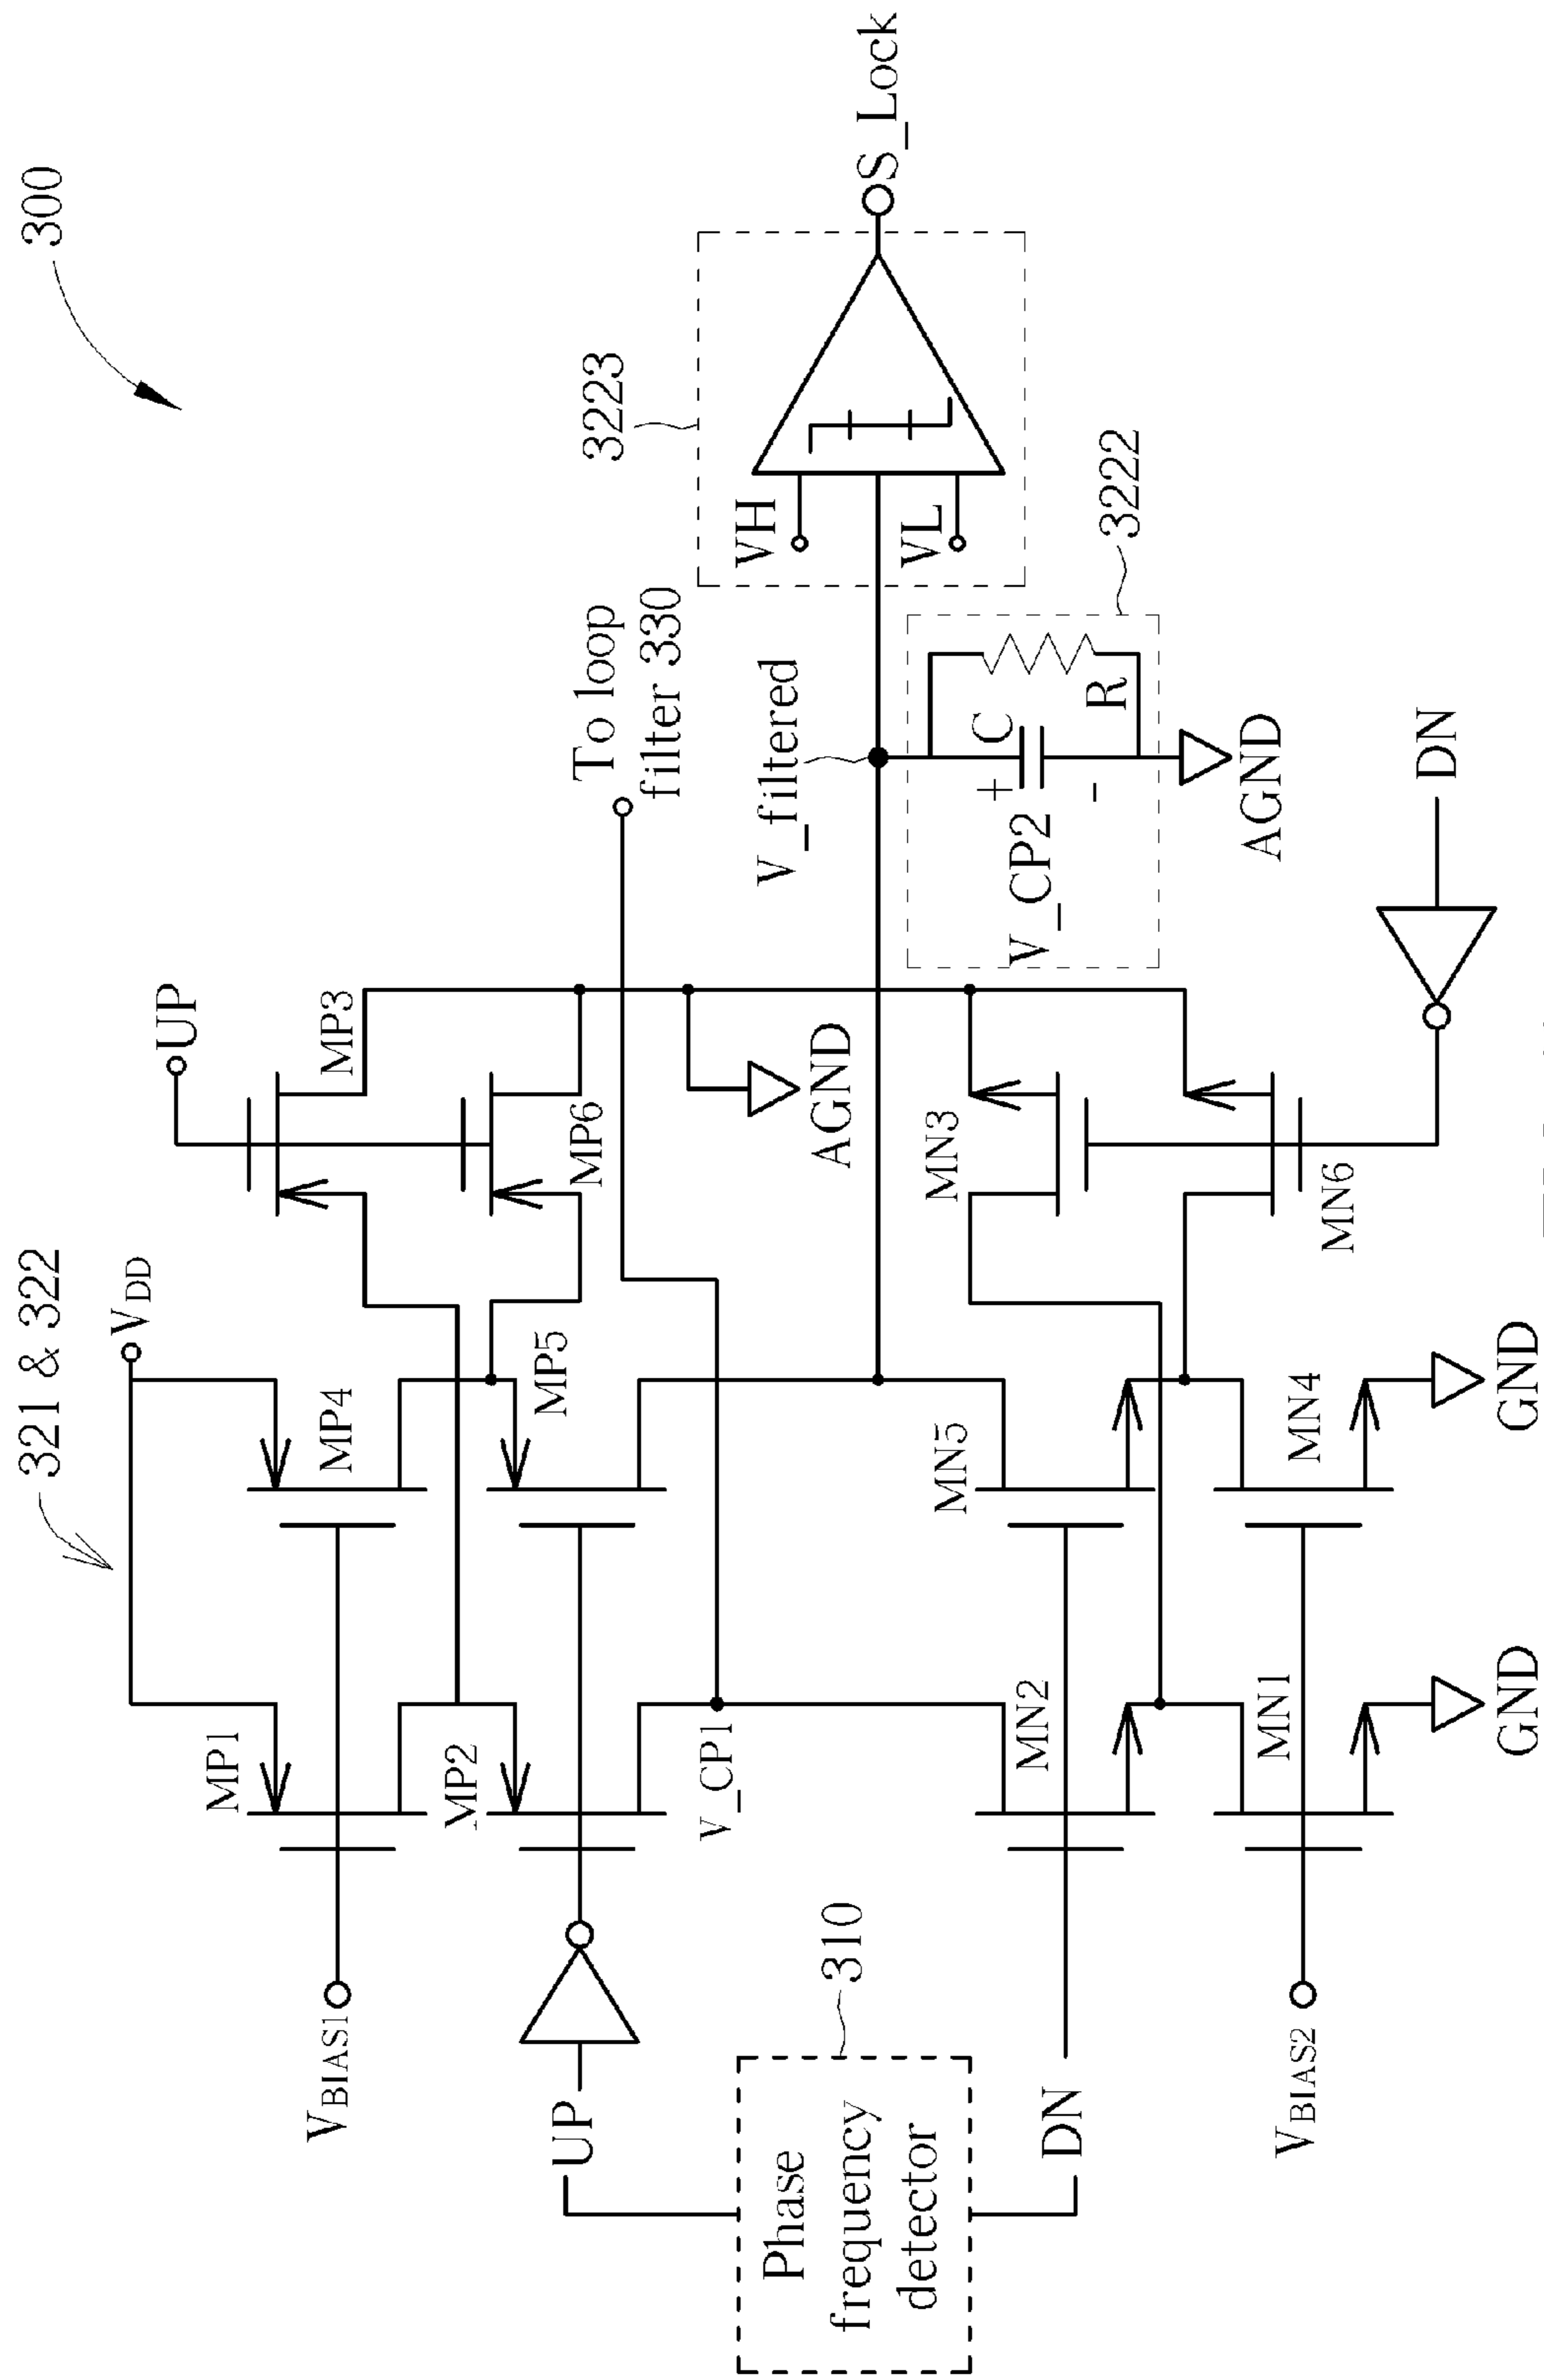 300
321 & 322
VDD
UP
MP1
MP4
MP3
VBIAS1
MP2
MP5
MP6
To loop
filter 330
UP
V_CP1
AGND
V_filtered
3223
VH
VL
S_Lock
310
Phase
frequency
detector
MN5
MN3
V_CP2
+
C
-
R
3222
AGND
DN
MN2
MN1
MN4
MN6
DN
VBIAS2
GND
GND